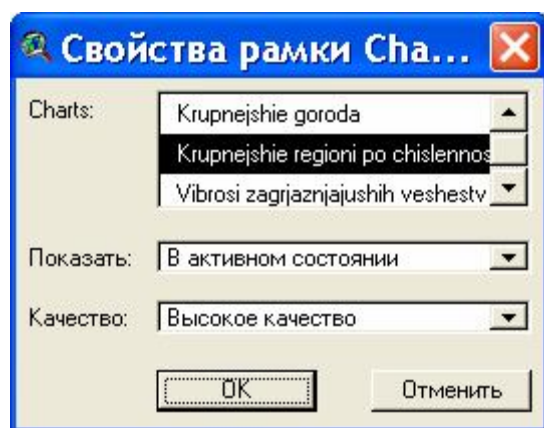 Свойства рамки Cha...
Charts:
Krupnejshie goroda
Krupnejshie regioni po chislennos
Vibrosi zagrjaznjajushih veshestv
Показать: В активном состоянии
Качество: Высокое качество
OK Отменить